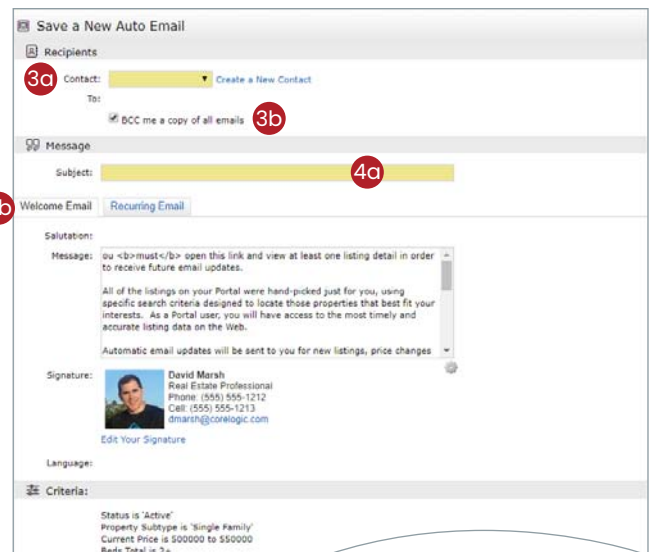 Save a New Auto Email
Recipients
3a Contact: Create a New Contact
To:
BCC me a copy of all emails 3b
Message
Subject: 4a
b Welcome Email Recurring Email
Salutation:
Message: ou <b>must</b> open this link and view at least one listing detail in order
to receive future email updates.
All of the listings on your Portal were hand-picked just for you, using
specific search criteria designed to locate those properties that best fit your
interests. As a Portal user, you will have access to the most timely and
accurate listing data on the Web.
Automatic email updates will be sent to you for new listings, price changes
Signature: David Marsh
Real Estate Professional
Phone: (555) 555-1212
Cell: (555) 555-1213
dmarsh@corelogic.com
Edit Your Signature
Language:
Criteria:
Status is 'Active'
Property Subtype is 'Single Family'
Current Price is 500000 to 550000
Beds Total is 2+